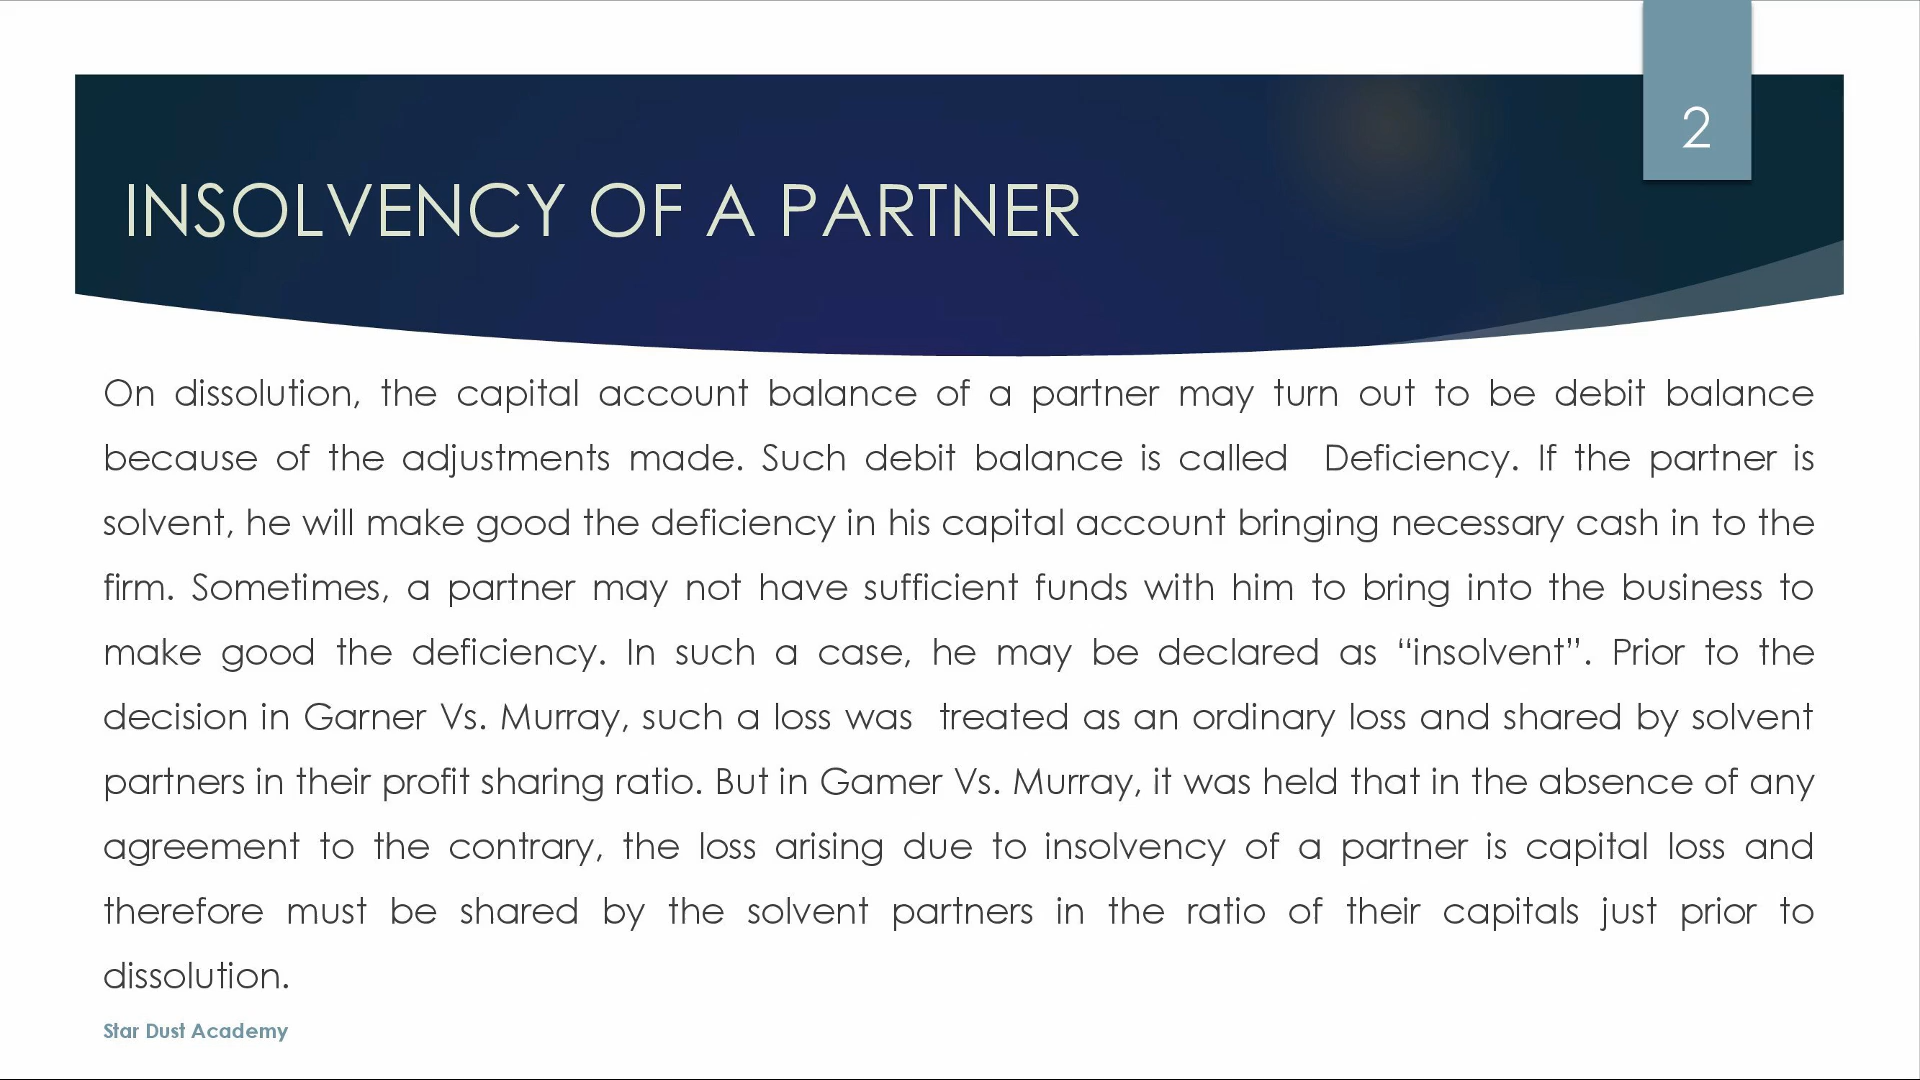 2
INSOLVENCY OF A PARTNER
On dissolution, the capital account balance of a partner may turn out to be debit balance
because of the adjustments made. Such debit balance is called Deficiency. If the partner is
solvent, he will make good the deficiency in his capital account bringing necessary cash in to the
firm. Sometimes, a partner may not have sufficient funds with him to bring into the business to
make good the deficiency. In such a case, he may be declared as “insolvent”. Prior to the
decision in Garner Vs. Murray, such a loss was treated as an ordinary loss and shared by solvent
partners in their profit sharing ratio. But in Gamer Vs. Murray, it was held that in the absence of any
agreement to the contrary, the loss arising due to insolvency of a partner is capital loss and
therefore must be shared by the solvent partners in the ratio of their capitals just prior to
dissolution.
Star Dust Academy